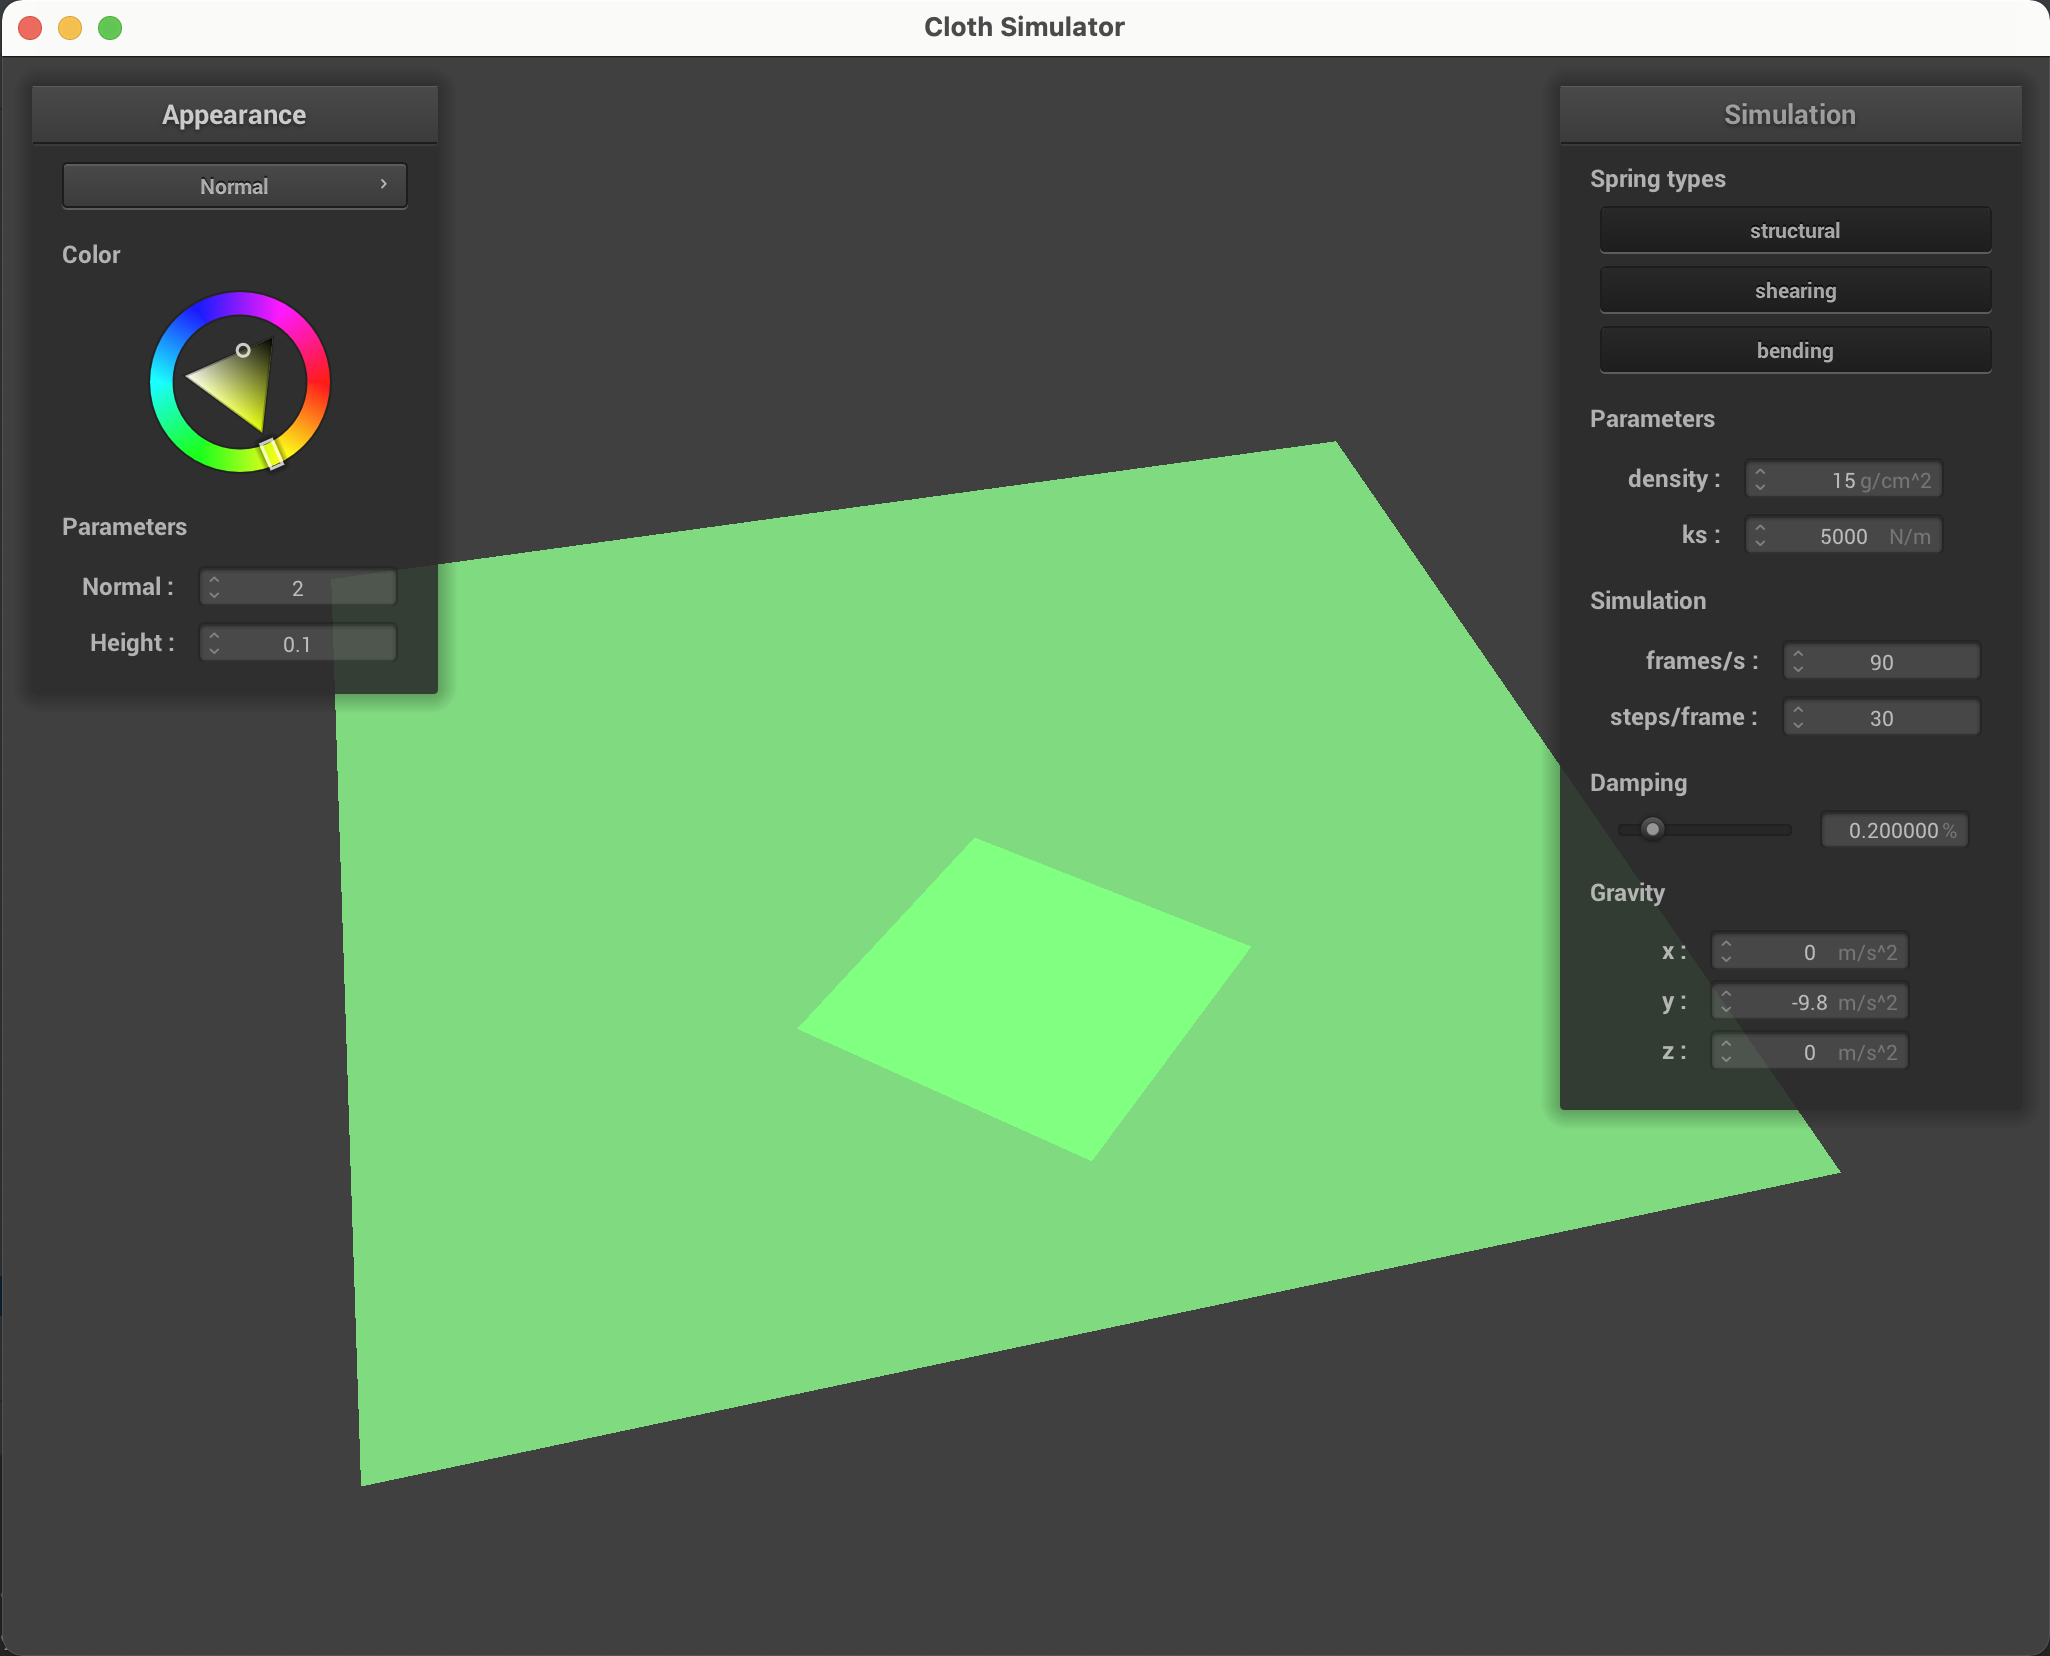 Cloth Simulator
Appearance
Normal
Color
Parameters
Normal : 2
Height : 0.1
Simulation
Spring types
structural
shearing
bending
Parameters
density : 15 g/cm^2
ks : 5000 N/m
Simulation
frames/s : 90
steps/frame : 30
Damping
0.200000 %
Gravity
x : 0 m/s^2
y : -9.8 m/s^2
z : 0 m/s^2